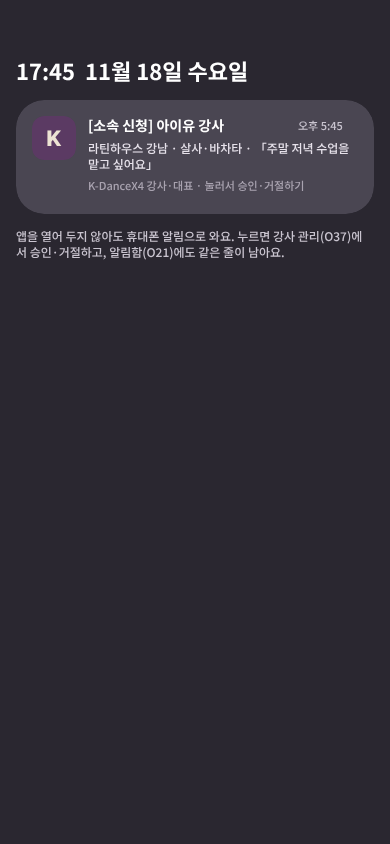 17:45 11월 18일 수요일
K
[소속 신청] 아이유 강사
오후 5:45
라틴하우스 강남 · 살사·바차타 · 「주말 저녁 수업을
맡고 싶어요」
K-DanceX4 강사·대표 · 눌러서 승인·거절하기
앱을 열어 두지 않아도 휴대폰 알림으로 와요. 누르면 강사 관리(O37)에
서 승인·거절하고, 알림함(O21)에도 같은 줄이 남아요.